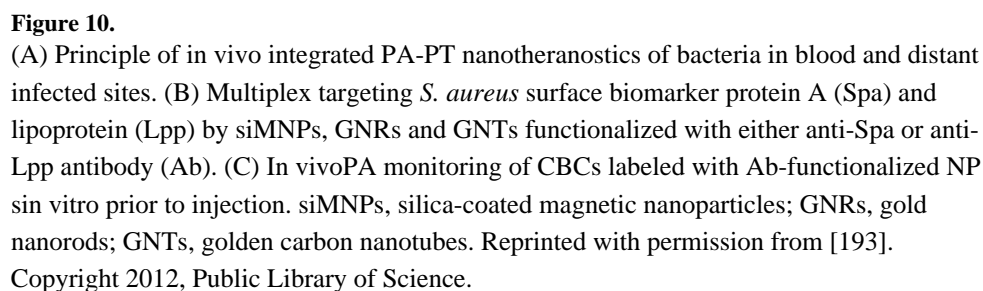 Figure 10.
(A) Principle of in vivo integrated PA-PT nanotheranostics of bacteria in blood and distant
infected sites. (B) Multiplex targeting S. aureus surface biomarker protein A (Spa) and
lipoprotein (Lpp) by siMNPs, GNRs and GNTs functionalized with either anti-Spa or anti-
Lpp antibody (Ab). (C) In vivoPA monitoring of CBCs labeled with Ab-functionalized NP
sin vitro prior to injection. siMNPs, silica-coated magnetic nanoparticles; GNRs, gold
nanorods; GNTs, golden carbon nanotubes. Reprinted with permission from [193].
Copyright 2012, Public Library of Science.